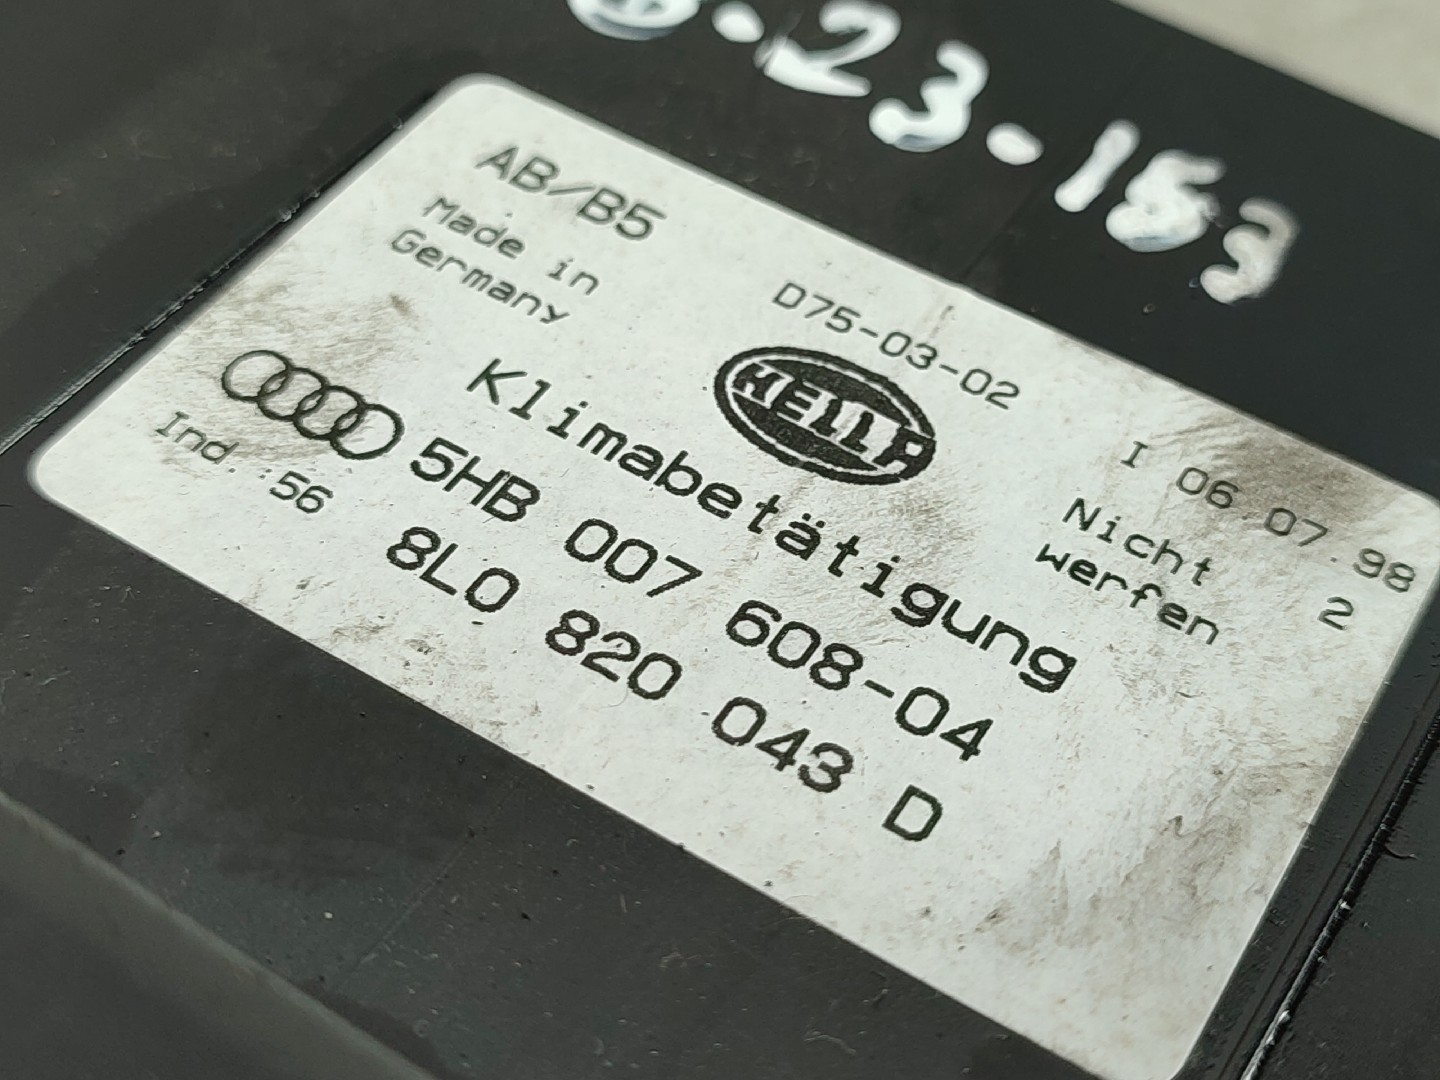 .23.153
AB/B5
Made in
Germany
D75-03-02
HELLA
I 06.07.98
Nicht 2
werfen
Klimabetätigung
5HB 007 608-04
Ind.:56
8L0 820 043 D